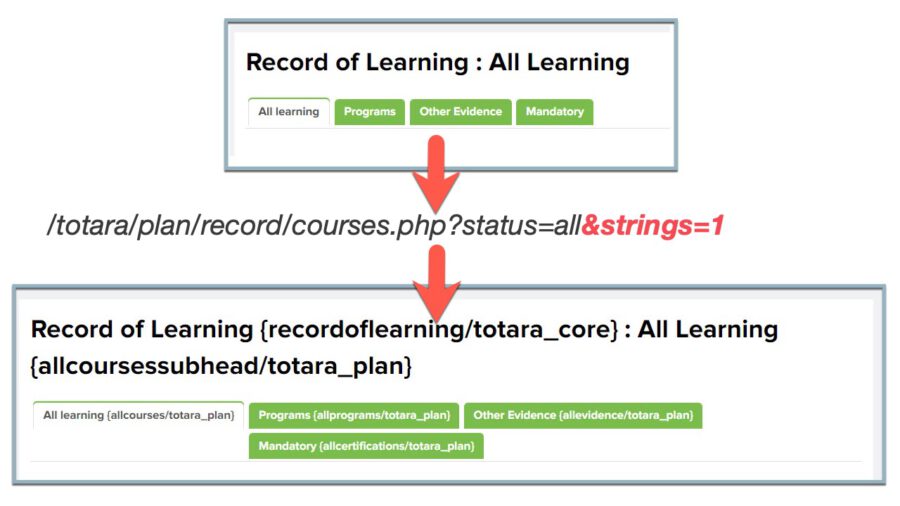 Record of Learning : All Learning
All learning Programs Other Evidence Mandatory
/totara/plan/record/courses.php?status=all&strings=1
Record of Learning {recordoflearning/totara_core} : All Learning
{allcoursessubhead/totara_plan}
All learning {allcourses/totara_plan} Programs {allprograms/totara_plan} Other Evidence {allevidence/totara_plan}
Mandatory {allcertifications/totara_plan}